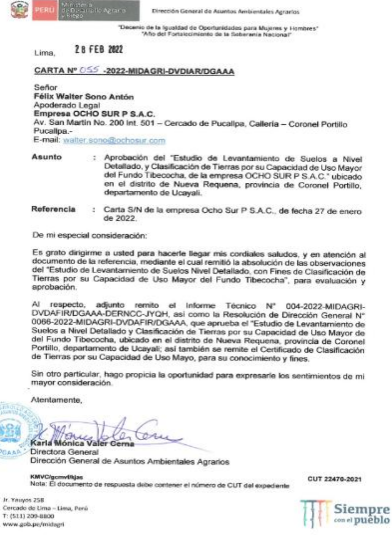 PERÚ
Ministerio de Desarrollo Agrario y Riego
Dirección General de Asuntos Ambientales Agrarios
"Decenio de la Igualdad de Oportunidades para Mujeres y Hombres"
"Año del Fortalecimiento de la Soberanía Nacional"
Lima, 28 FEB 2022
CARTA N° 055 -2022-MIDAGRI-DVDIAR/DGAAA
Señor
Félix Walter Sono Antón
Apoderado Legal
Empresa OCHO SUR P S.A.C.
Av. San Martín No. 200 Int. 501 – Cercado de Pucallpa, Callería – Coronel Portillo
Pucallpa.-
E-mail: walter.sono@ochosur.com
Asunto : Aprobación del "Estudio de Levantamiento de Suelos a Nivel
Detallado, y Clasificación de Tierras por su Capacidad de Uso Mayor del
Fundo Tibecocha, de la empresa OCHO SUR P S.A.C." ubicado
en el distrito de Nueva Requena, provincia de Coronel Portillo,
departamento de Ucayali.
Referencia : Carta S/N de la empresa Ocho Sur P S.A.C., de fecha 27 de enero
de 2022.
De mi especial consideración:
Es grato dirigirme a usted para hacerle llegar mis cordiales saludos, y en atención al
documento de la referencia, mediante el cual remitió la absolución de las observaciones
del "Estudio de Levantamiento de Suelos Nivel Detallado, con Fines de Clasificación de
Tierras por su Capacidad de Uso Mayor del Fundo Tibecocha", para evaluación y
aprobación.
Al respecto, adjunto remito el Informe Técnico N° 004-2022-MIDAGRI-
DVDAFIR/DGAAA-DERNCC-JYQH, así como la Resolución de Dirección General N°
0066-2022-MIDAGRI-DVDAFIR/DGAAA, que aprueba el "Estudio de Levantamiento de
Suelos a Nivel Detallado y Clasificación de Tierras por su Capacidad de Uso Mayor de
del Fundo Tibecocha, ubicado en el distrito de Nueva Requena, provincia de Coronel
Portillo, departamento de Ucayali; así también se remite el Certificado de Clasificación
de Tierras por su Capacidad de Uso Mayo, para su conocimiento y fines.
Sin otro particular, hago propicia la oportunidad para expresarle los sentimientos de mi
mayor consideración.
Atentamente,
Karla Mónica Valer Cerna
Directora General
Dirección General de Asuntos Ambientales Agrarios
KMVC/gcmv/hjas
CUT 22476-2021
Nota: El documento de respuesta debe contener el número de CUT del expediente
Jr. Yauyos 258
Cercado de Lima – Lima, Perú
T: (511) 209-8800
www.gob.pe/midagri
Siempre
con el pueblo